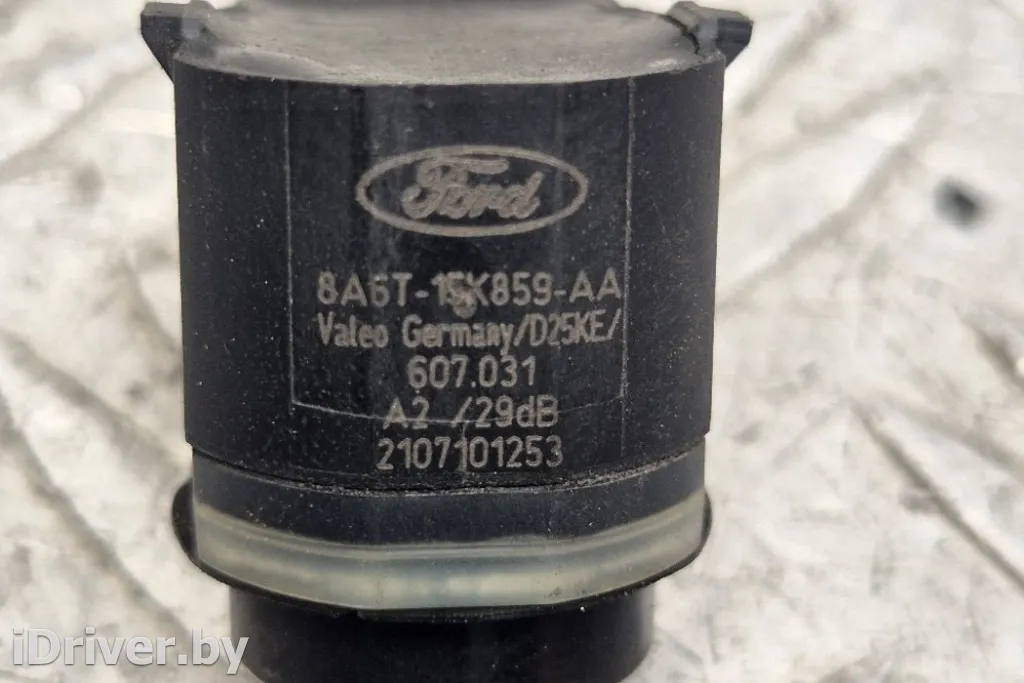 Ford
8A6T-15K859-AA
Valeo Germany/D25KE/
607.031
A2 /29dB
2107101253
iDriver.by